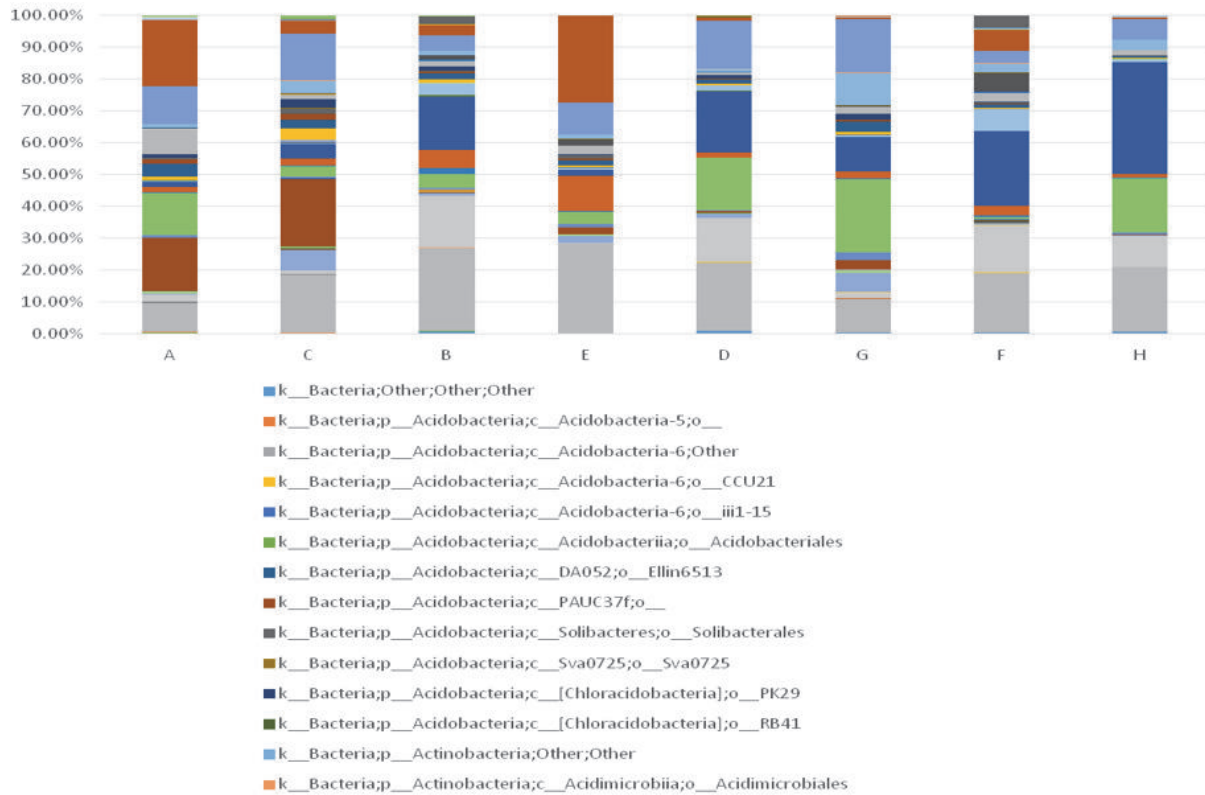 100.00%
90.00%
80.00%
70.00%
60.00%
50.00%
40.00%
30.00%
20.00%
10.00%
0.00%
A C B E D G F H
k__Bacteria;Other;Other;Other
k__Bacteria;p__Acidobacteria;c__Acidobacteria-5;o__
k__Bacteria;p__Acidobacteria;c__Acidobacteria-6;Other
k__Bacteria;p__Acidobacteria;c__Acidobacteria-6;o__CCU21
k__Bacteria;p__Acidobacteria;c__Acidobacteria-6;o__iii1-15
k__Bacteria;p__Acidobacteria;c__Acidobacteriia;o__Acidobacteriales
k__Bacteria;p__Acidobacteria;c__DA052;o__Ellin6513
k__Bacteria;p__Acidobacteria;c__PAUC37f;o__
k__Bacteria;p__Acidobacteria;c__Solibacteres;o__Solibacterales
k__Bacteria;p__Acidobacteria;c__Sva0725;o__Sva0725
k__Bacteria;p__Acidobacteria;c__[Chloracidobacteria];o__PK29
k__Bacteria;p__Acidobacteria;c__[Chloracidobacteria];o__RB41
k__Bacteria;p__Actinobacteria;Other;Other
k__Bacteria;p__Actinobacteria;c__Acidimicrobiia;o__Acidimicrobiales